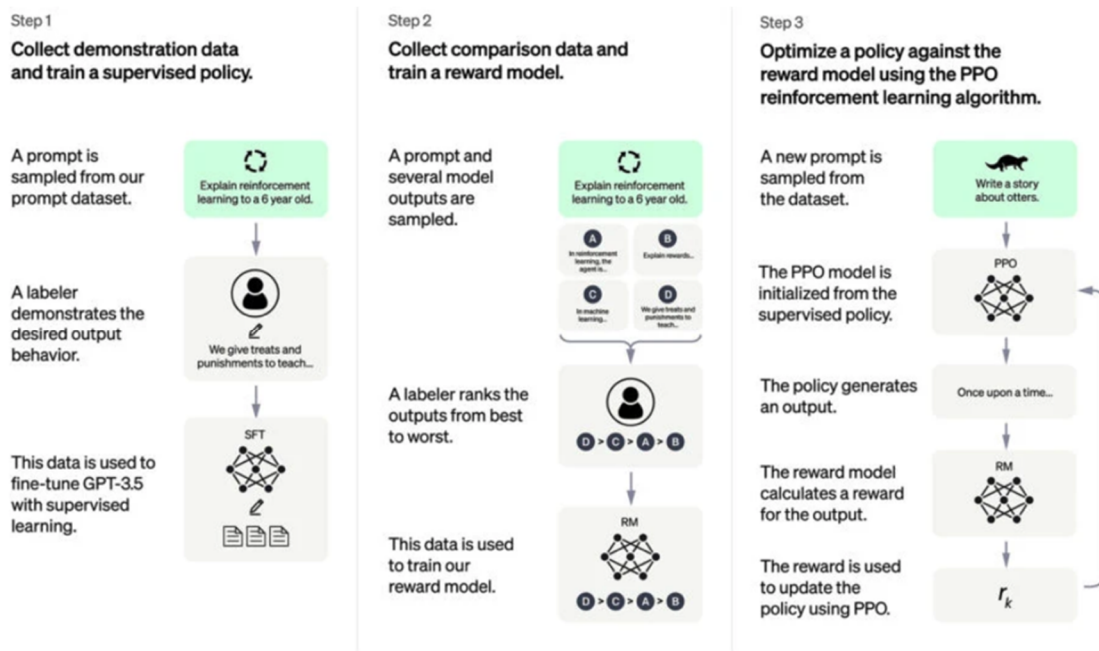 Step 1
Collect demonstration data
and train a supervised policy.
A prompt is
sampled from our
prompt dataset.
Explain reinforcement
learning to a 6 year old.
A labeler
demonstrates the
desired output
behavior.
We give treats and
punishments to teach...
SFT
This data is used to
fine-tune GPT-3.5
with supervised
learning.
Step 2
Collect comparison data and
train a reward model.
A prompt and
several model
outputs are
sampled.
Explain reinforcement
learning to a 6 year old.
A
In reinforcement
learning, the
agent is...
B
Explain rewards...
C
In machine
learning...
D
We give treats and
punishments to
teach...
A labeler ranks the
outputs from best
to worst.
D > C > A > B
RM
This data is used
to train our
reward model.
D > C > A > B
Step 3
Optimize a policy against the
reward model using the PPO
reinforcement learning algorithm.
A new prompt is
sampled from
the dataset.
Write a story
about otters.
PPO
The PPO model is
initialized from the
supervised policy.
The policy generates
an output.
Once upon a time...
RM
The reward model
calculates a reward
for the output.
The reward is used
to update the
policy using PPO.
rk